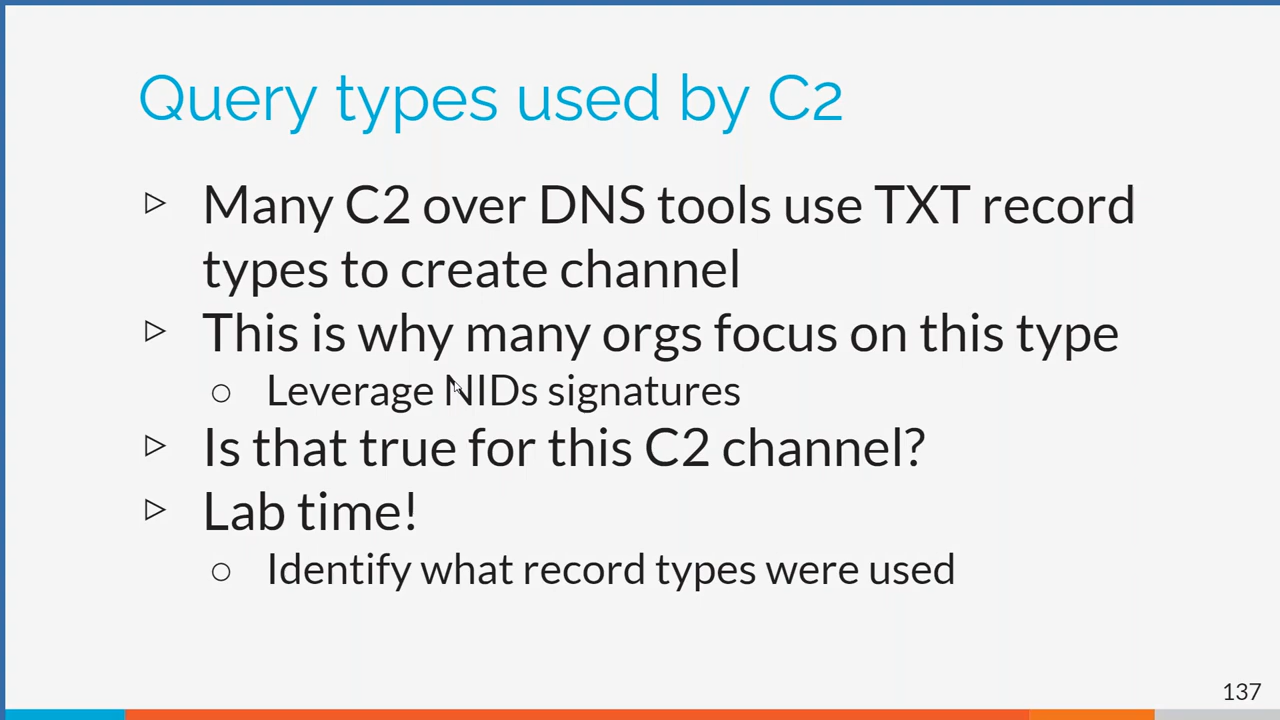 Query types used by C2
▷ Many C2 over DNS tools use TXT record
types to create channel
▷ This is why many orgs focus on this type
○ Leverage NIDs signatures
▷ Is that true for this C2 channel?
▷ Lab time!
○ Identify what record types were used
137